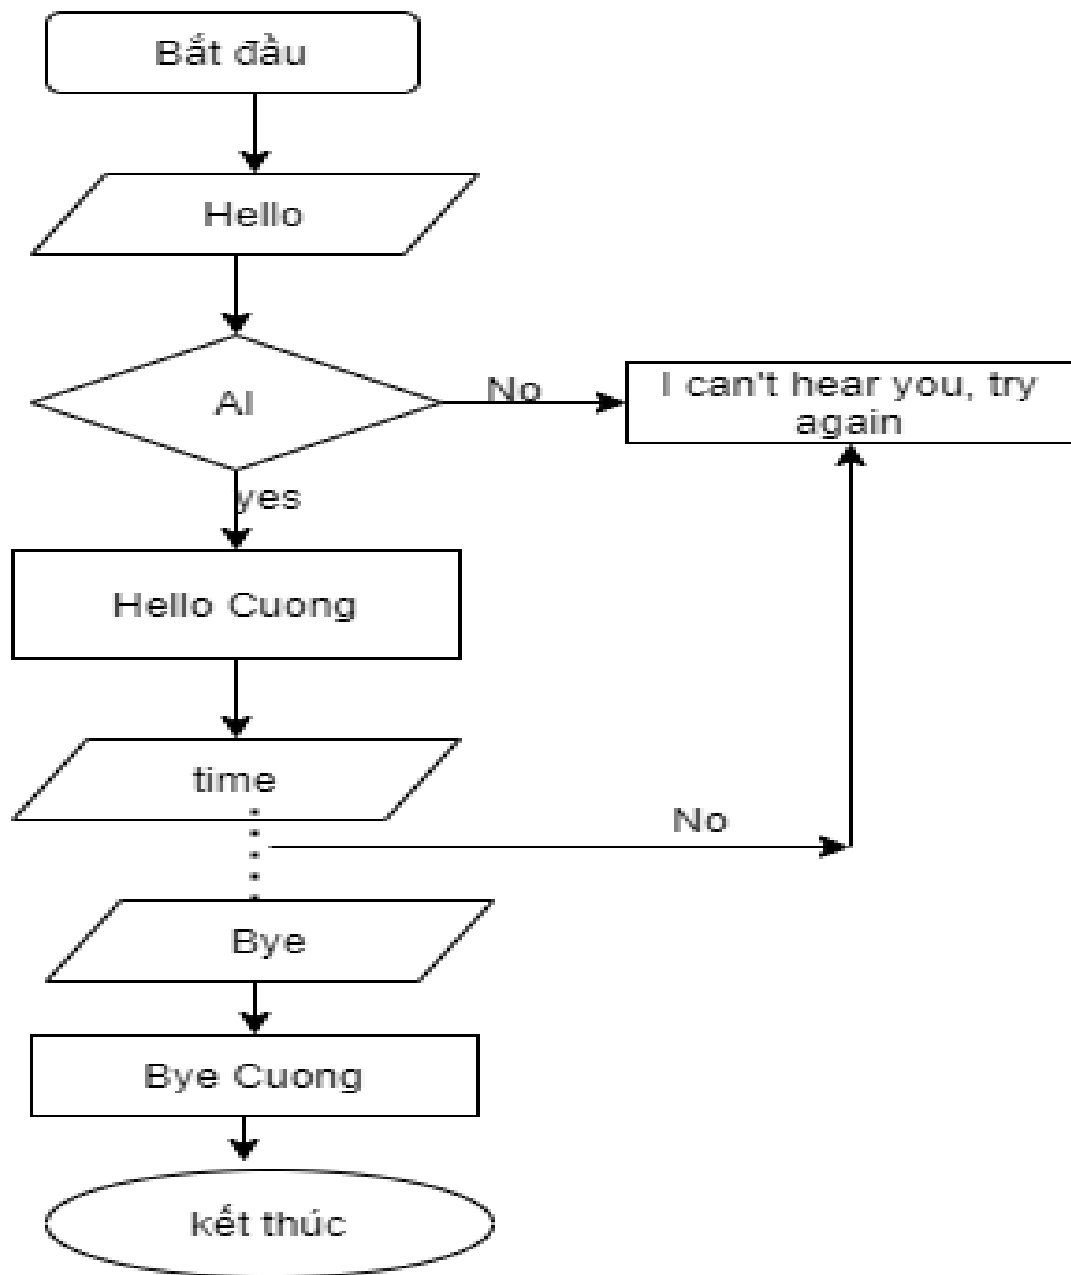 Bắt đầu
Hello
AI
No
I can't hear you, try
again
yes
Hello Cuong
time
No
Bye
Bye Cuong
kết thúc